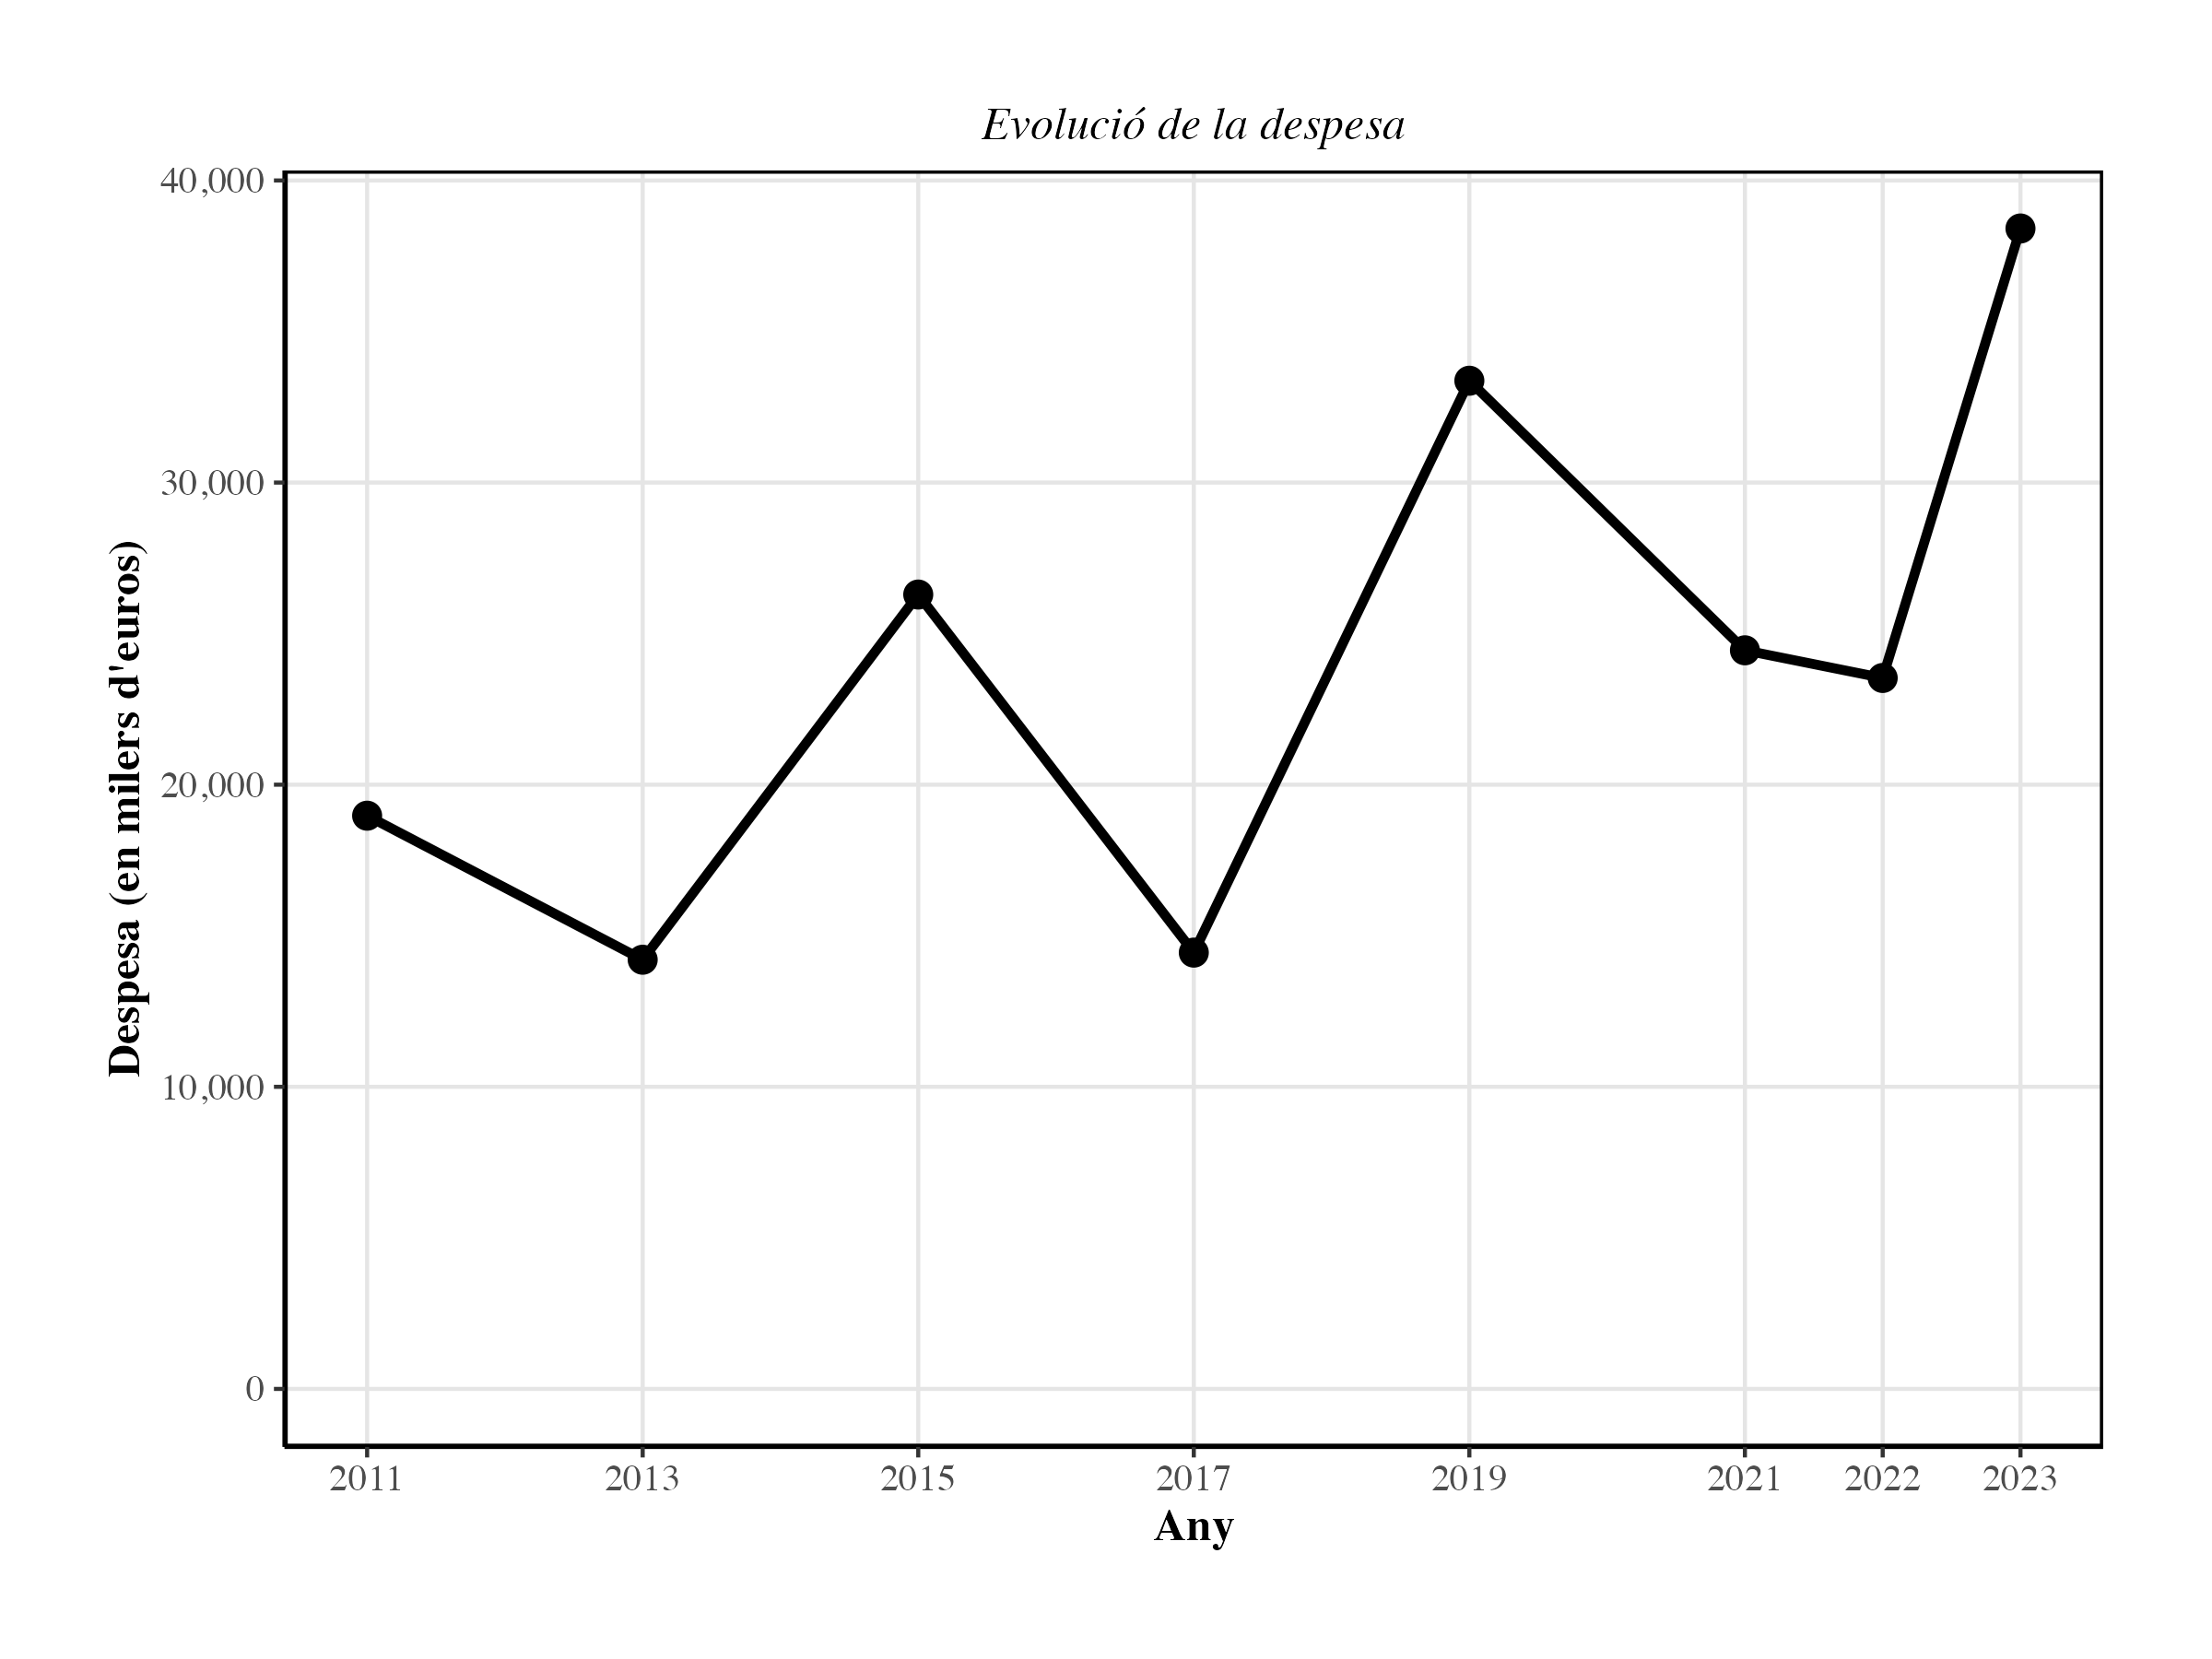 Evolució de la despesa
40,000
30,000
20,000
10,000
0
Despesa (en milers d'euros)
2011 2013 2015 2017 2019 2021 2022 2023
Any